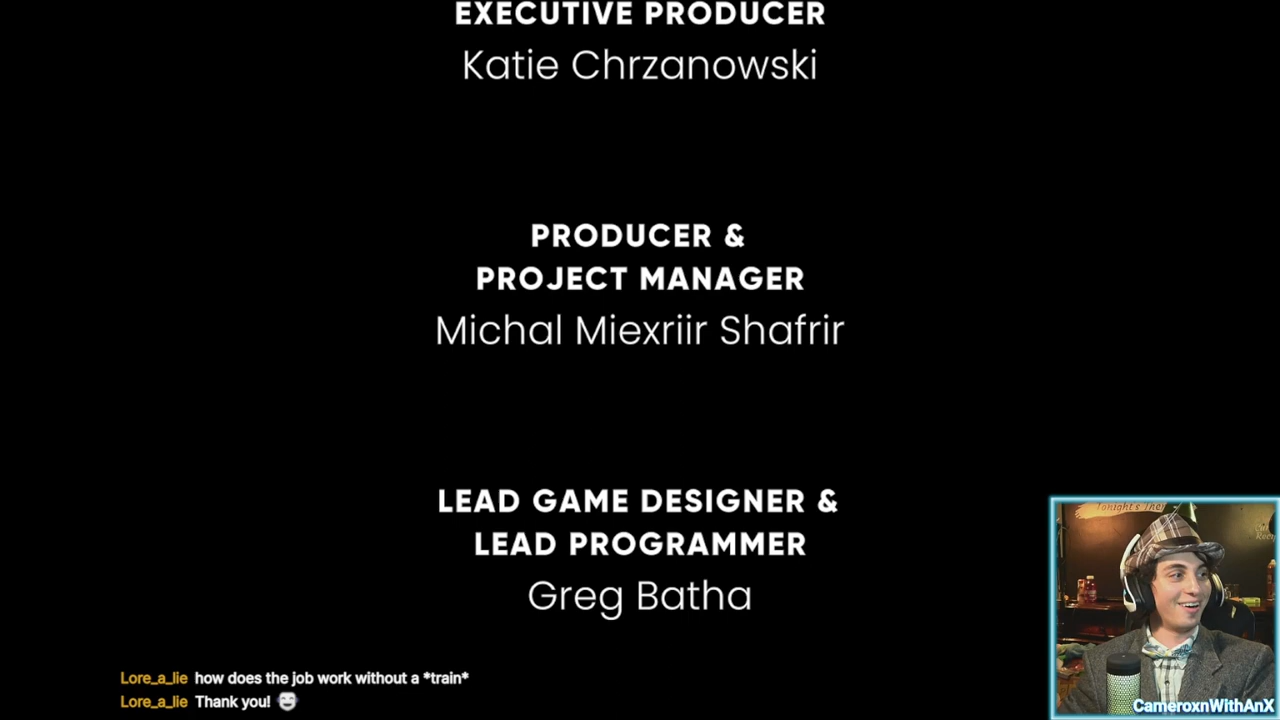 EXECUTIVE PRODUCER
Katie Chrzanowski
PRODUCER &
PROJECT MANAGER
Michal Miexriir Shafrir
LEAD GAME DESIGNER &
LEAD PROGRAMMER
Greg Batha
Lore_a_lie how does the job work without a *train*
Lore_a_lie Thank you!
Tonight's
CameroxnWithAnX